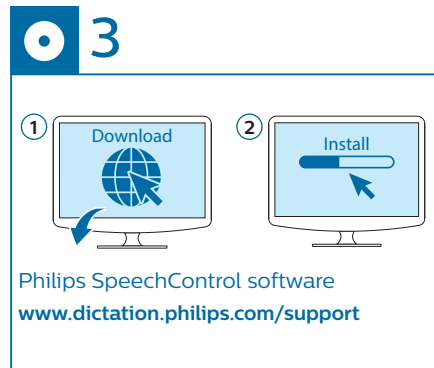 3
1
Download
2
Install
Philips SpeechControl software
www.dictation.philips.com/support